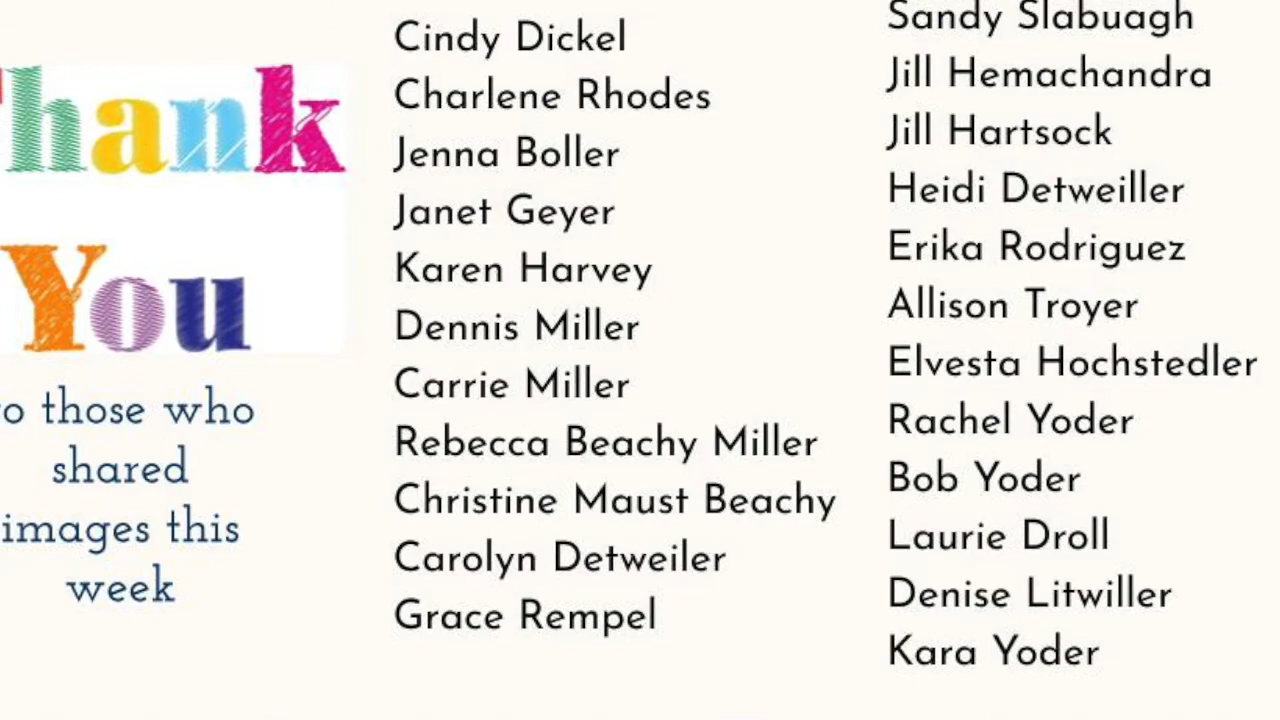 Thank
You
to those who
shared
images this
week
Cindy Dickel
Charlene Rhodes
Jenna Boller
Janet Geyer
Karen Harvey
Dennis Miller
Carrie Miller
Rebecca Beachy Miller
Christine Maust Beachy
Carolyn Detweiler
Grace Rempel
Sandy Slabuagh
Jill Hemachandra
Jill Hartsock
Heidi Detweiller
Erika Rodriguez
Allison Troyer
Elvesta Hochstedler
Rachel Yoder
Bob Yoder
Laurie Droll
Denise Litwiller
Kara Yoder